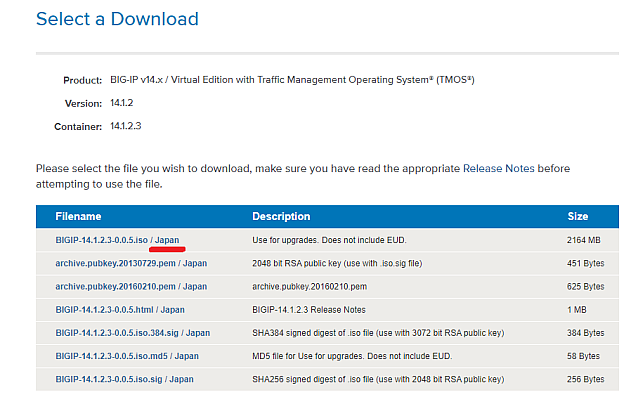 Select a Download
Product: BIG-IP v14.x / Virtual Edition with Traffic Management Operating System® (TMOS®)
Version: 14.1.2
Container: 14.1.2.3
Please select the file you wish to download, make sure you have read the appropriate Release Notes before
attempting to use the file.
Filename Description Size
BIGIP-14.1.2.3-0.0.5.iso / Japan Use for upgrades. Does not include EUD. 2164 MB
archive.pubkey.20130729.pem / Japan 2048 bit RSA public key (use with .iso.sig file) 451 Bytes
archive.pubkey.20160210.pem / Japan archive.pubkey.20160210.pem 625 Bytes
BIGIP-14.1.2.3-0.0.5.html / Japan BIGIP-14.1.2.3 Release Notes 1 MB
BIGIP-14.1.2.3-0.0.5.iso.384.sig / Japan SHA384 signed digest of .iso file (use with 3072 bit RSA public key) 384 Bytes
BIGIP-14.1.2.3-0.0.5.iso.md5 / Japan MD5 file for Use for upgrades. Does not include EUD. 58 Bytes
BIGIP-14.1.2.3-0.0.5.iso.sig / Japan SHA256 signed digest of .iso file (use with 2048 bit RSA public key) 256 Bytes